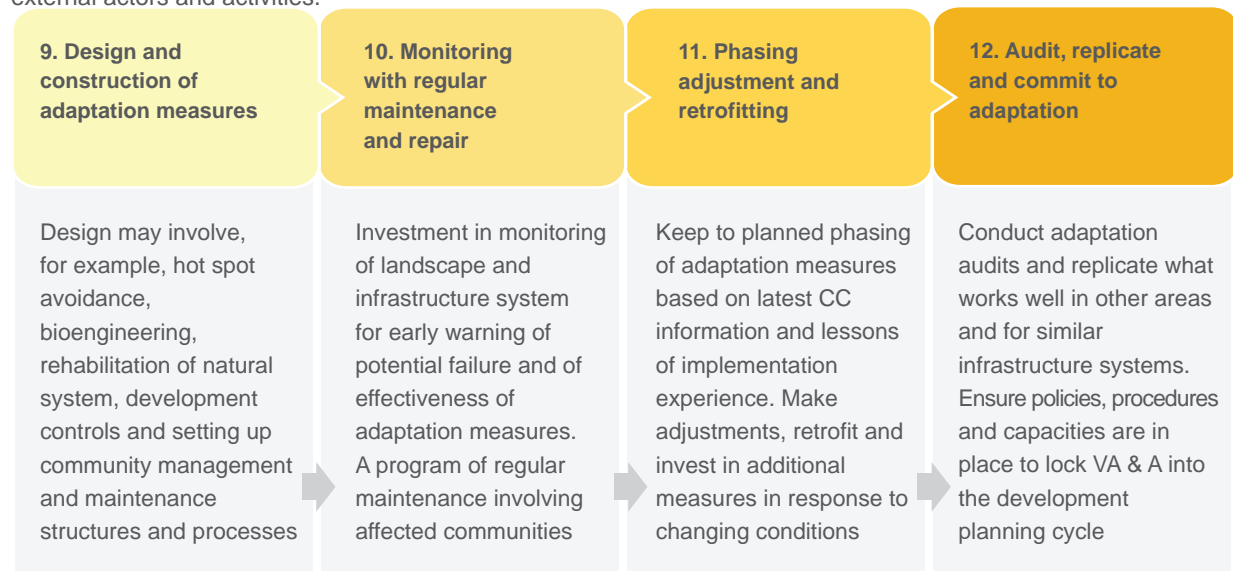 external actors and activities.
9. Design and
construction of
adaptation measures
10. Monitoring
with regular
maintenance
and repair
11. Phasing
adjustment and
retrofitting
12. Audit, replicate
and commit to
adaptation
Design may involve,
for example, hot spot
avoidance,
bioengineering,
rehabilitation of natural
system, development
controls and setting up
community management
and maintenance
structures and processes
Investment in monitoring
of landscape and
infrastructure system
for early warning of
potential failure and of
effectiveness of
adaptation measures.
A program of regular
maintenance involving
affected communities
Keep to planned phasing
of adaptation measures
based on latest CC
information and lessons
of implementation
experience. Make
adjustments, retrofit and
invest in additional
measures in response to
changing conditions
Conduct adaptation
audits and replicate what
works well in other areas
and for similar
infrastructure systems.
Ensure policies, procedures
and capacities are in
place to lock VA & A into
the development
planning cycle